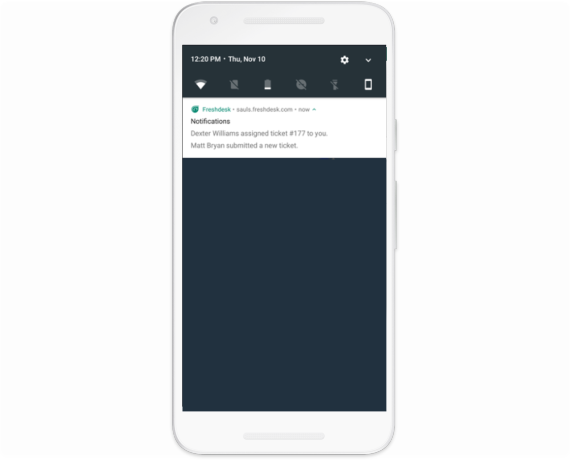 12:20 PM • Thu, Nov 10
Freshdesk • sauls.freshdesk.com • now
Notifications
Dexter Williams assigned ticket #177 to you.
Matt Bryan submitted a new ticket.